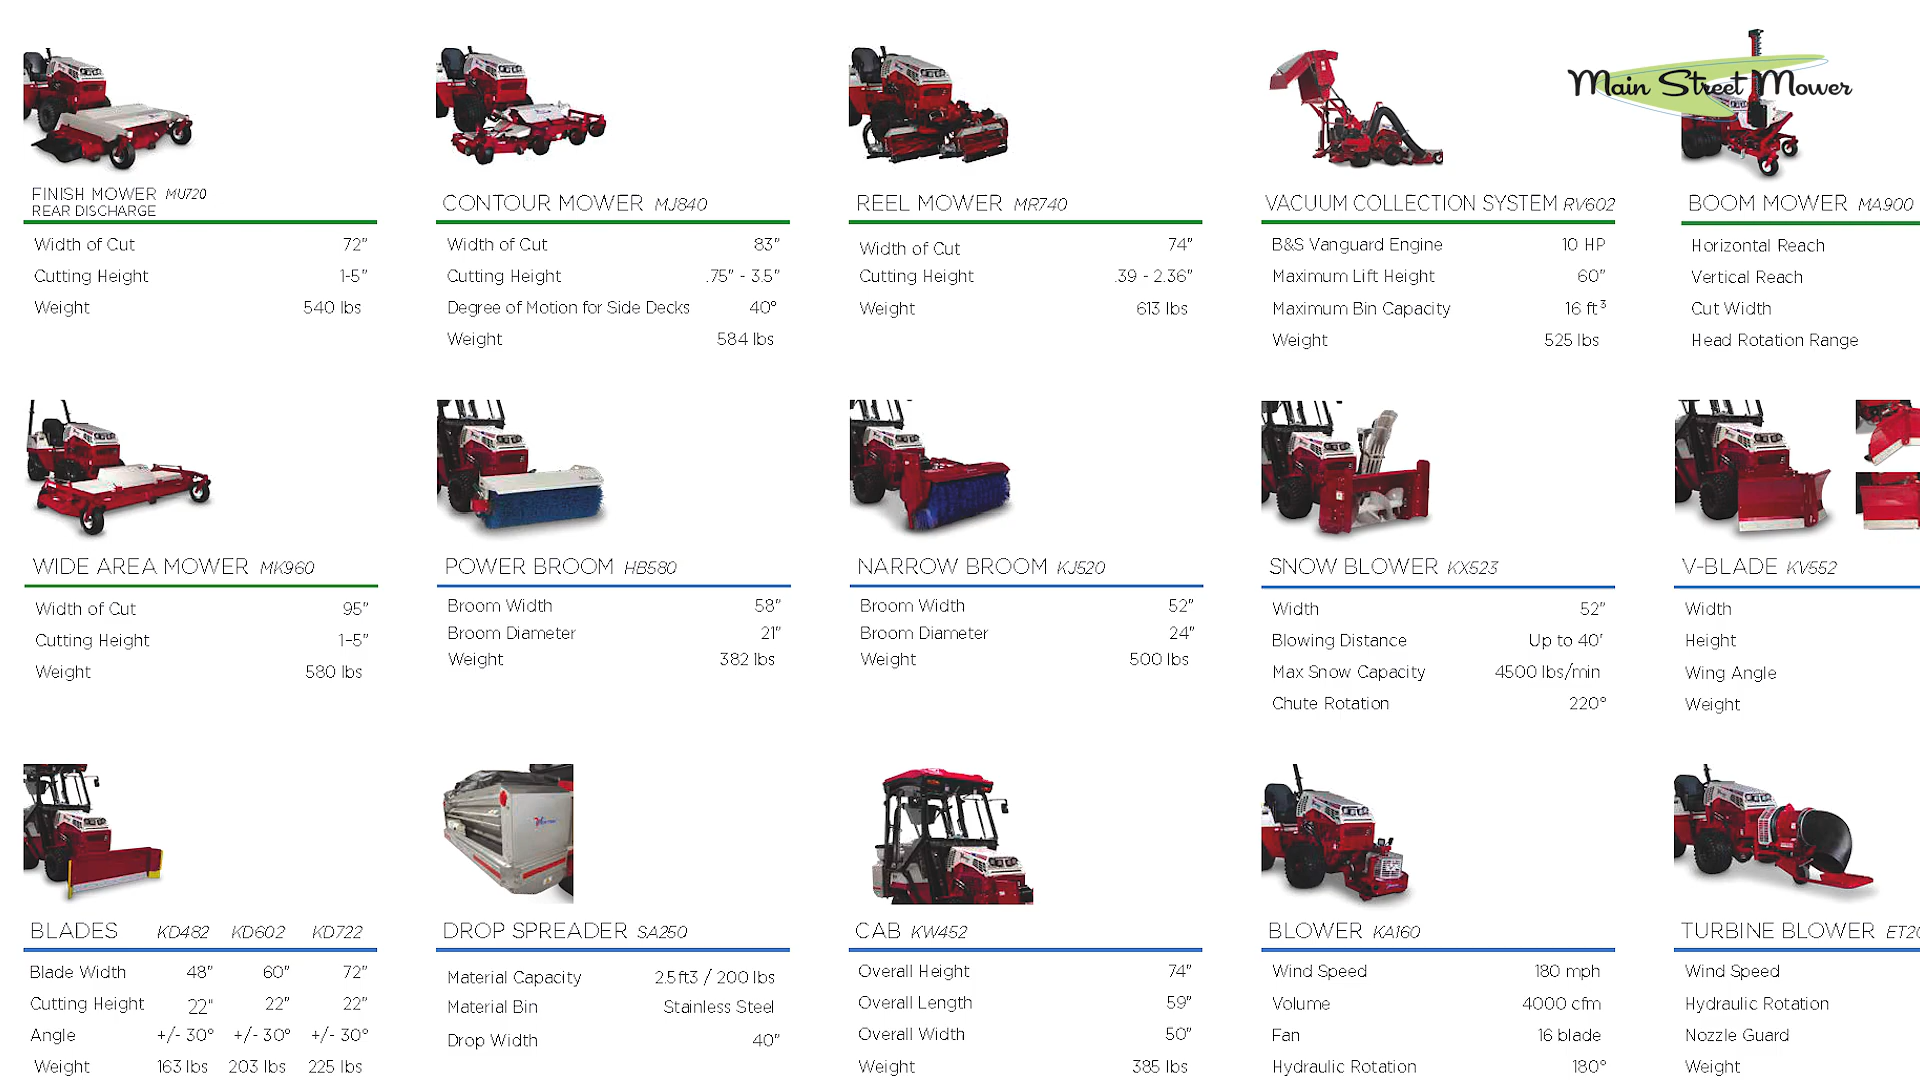 Main Street Mower
FINISH MOWER MU720
REAR DISCHARGE
Width of Cut 72"
Cutting Height 1-5"
Weight 540 lbs
CONTOUR MOWER MJ840
Width of Cut 83"
Cutting Height .75" - 3.5"
Degree of Motion for Side Decks 40°
Weight 584 lbs
REEL MOWER MR740
Width of Cut 74"
Cutting Height .39 - 2.36"
Weight 613 lbs
VACUUM COLLECTION SYSTEM RV602
B&S Vanguard Engine 10 HP
Maximum Lift Height 60"
Maximum Bin Capacity 16 ft³
Weight 525 lbs
BOOM MOWER MA900
Horizontal Reach
Vertical Reach
Cut Width
Head Rotation Range
WIDE AREA MOWER MK960
Width of Cut 95"
Cutting Height 1-5"
Weight 580 lbs
POWER BROOM HB580
Broom Width 58"
Broom Diameter 21"
Weight 382 lbs
NARROW BROOM KJ520
Broom Width 52"
Broom Diameter 24"
Weight 500 lbs
SNOW BLOWER KX523
Width 52"
Blowing Distance Up to 40'
Max Snow Capacity 4500 lbs/min
Chute Rotation 220°
V-BLADE KV552
Width
Height
Wing Angle
Weight
BLADES KD482 KD602 KD722
Blade Width 48" 60" 72"
Cutting Height 22" 22" 22"
Angle +/- 30° +/- 30° +/- 30°
Weight 163 lbs 203 lbs 225 lbs
DROP SPREADER SA250
Material Capacity 2.5ft3 / 200 lbs
Material Bin Stainless Steel
Drop Width 40"
CAB KW452
Overall Height 74"
Overall Length 59"
Overall Width 50"
Weight 385 lbs
BLOWER KA160
Wind Speed 180 mph
Volume 4000 cfm
Fan 16 blade
Hydraulic Rotation 180°
TURBINE BLOWER ET20
Wind Speed
Hydraulic Rotation
Nozzle Guard
Weight